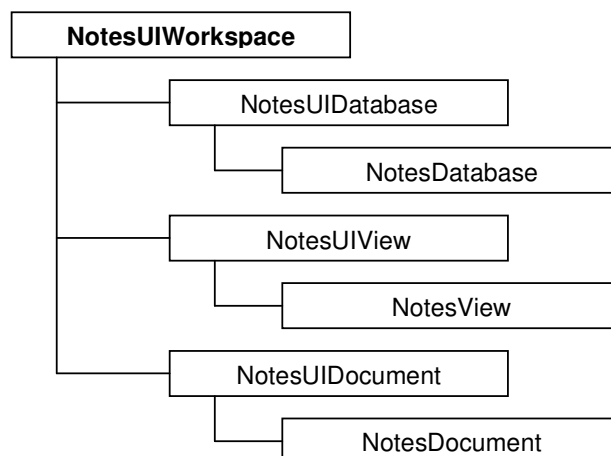 NotesUIWorkspace
NotesUIDatabase
NotesDatabase
NotesUIView
NotesView
NotesUIDocument
NotesDocument